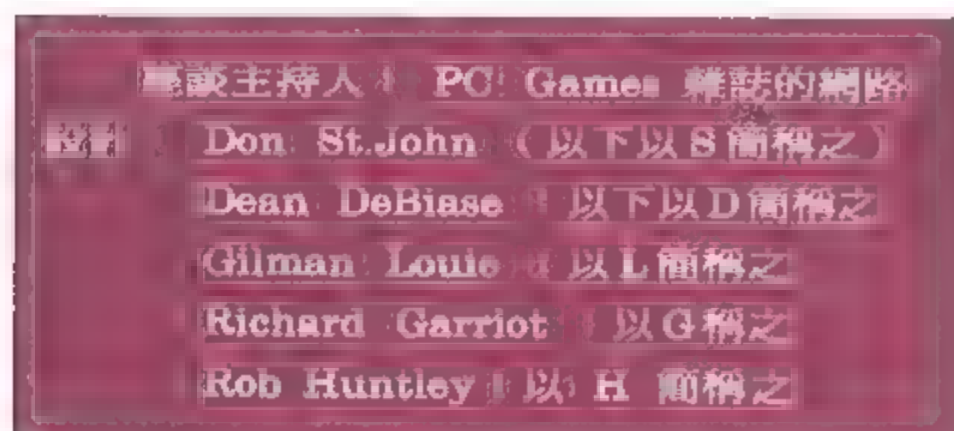 座談主持人 PC Games 雜誌的網路
Don St.John (以下以S簡稱之)
Dean DeBiase 以下以D簡稱之
Gilman Louie 以L簡稱之
Richard Garriot 以G稱之
Rob Huntley 以 H 簡稱之